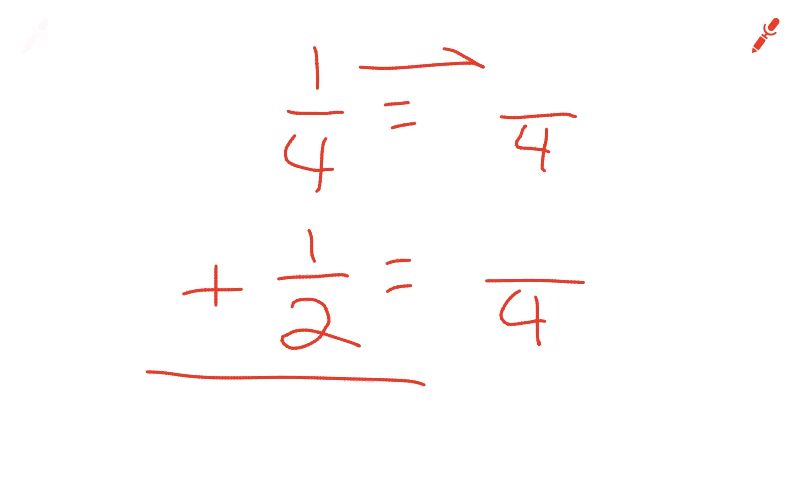 1/4 = /4
+ 1/2 = /4